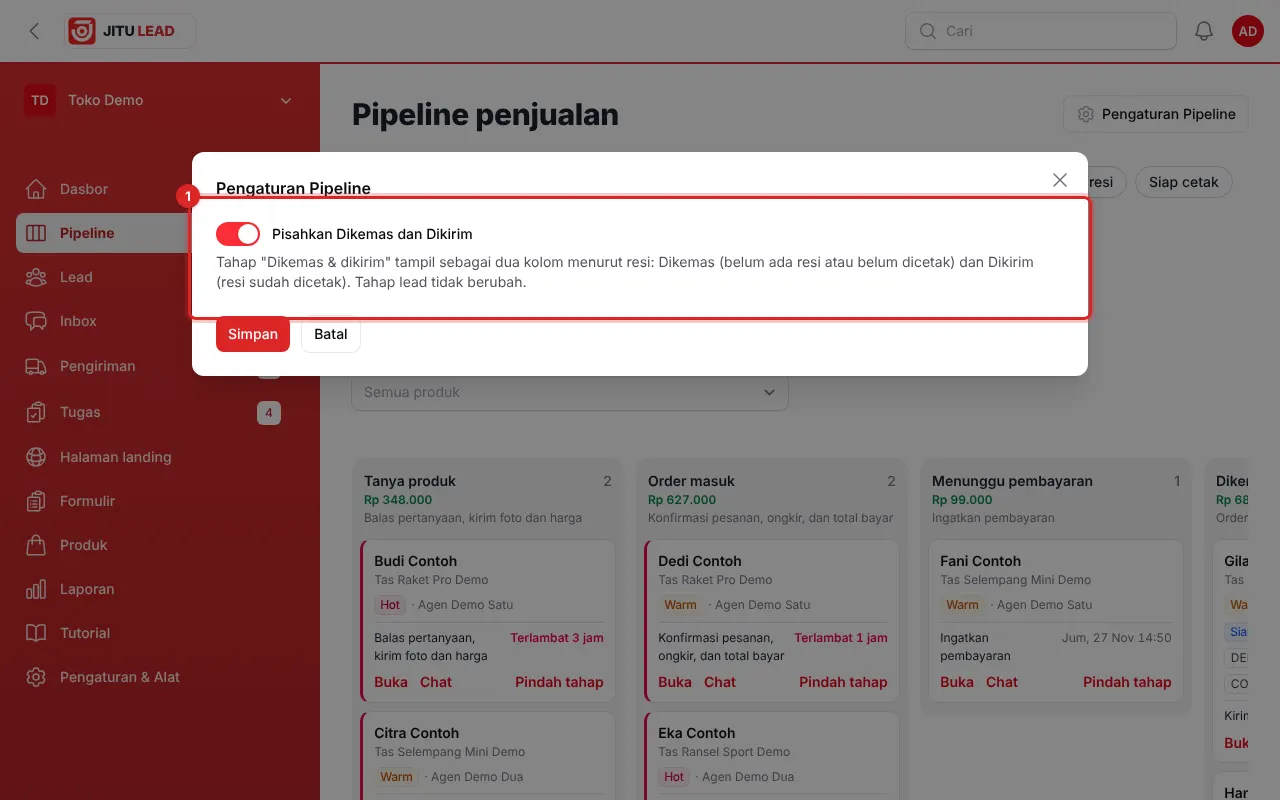 JITU LEAD
Cari
AD
TD
Toko Demo
Pipeline penjualan
Pengaturan Pipeline
resi
Siap cetak
Dasbor
Pipeline
Lead
Inbox
Pengiriman
Tugas
4
Halaman landing
Formulir
Produk
Laporan
Tutorial
Pengaturan & Alat
1
Pengaturan Pipeline
Pisahkan Dikemas dan Dikirim
Tahap "Dikemas & dikirim" tampil sebagai dua kolom menurut resi: Dikemas (belum ada resi atau belum dicetak) dan Dikirim
(resi sudah dicetak). Tahap lead tidak berubah.
Simpan
Batal
Semua produk
Tanya produk 2
Rp 348.000
Balas pertanyaan, kirim foto dan harga
Budi Contoh
Tas Raket Pro Demo
Hot · Agen Demo Satu
Balas pertanyaan,
kirim foto dan harga
Terlambat 3 jam
Buka Chat Pindah tahap
Citra Contoh
Tas Selempang Mini Demo
Warm · Agen Demo Dua
Order masuk 2
Rp 627.000
Konfirmasi pesanan, ongkir, dan total bayar
Dedi Contoh
Tas Raket Pro Demo
Warm · Agen Demo Satu
Konfirmasi pesanan,
ongkir, dan total bayar
Terlambat 1 jam
Buka Chat Pindah tahap
Eka Contoh
Tas Ransel Sport Demo
Hot · Agen Demo Dua
Menunggu pembayaran 1
Rp 99.000
Ingatkan pembayaran
Fani Contoh
Tas Selempang Mini Demo
Warm · Agen Demo Satu
Ingatkan
pembayaran
Jum, 27 Nov 14:50
Buka Chat Pindah tahap
Rp 68
Order
Tas